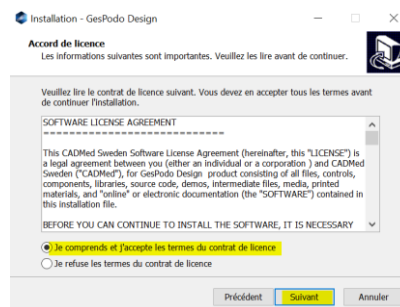 Installation - GesPodo Design
Accord de licence
Les informations suivantes sont importantes. Veuillez les lire avant de continuer.
Veuillez lire le contrat de licence suivant. Vous devez en accepter tous les termes avant
de continuer l'installation.
SOFTWARE LICENSE AGREEMENT
============================
This CADMed Sweden Software License Agreement (hereinafter, this "LICENSE") is
a legal agreement between you (either an individual or a corporation ) and CADMed
Sweden ("CADMed"), for GesPodo Design product consisting of all files, controls,
components, libraries, source code, demos, intermediate files, media, printed
materials, and "online" or electronic documentation (the "SOFTWARE") contained in
this installation file.
BEFORE YOU CAN CONTINUE TO INSTALL THE SOFTWARE, IT IS NECESSARY
Je comprends et j'accepte les termes du contrat de licence
Je refuse les termes du contrat de licence
Précédent Suivant Annuler